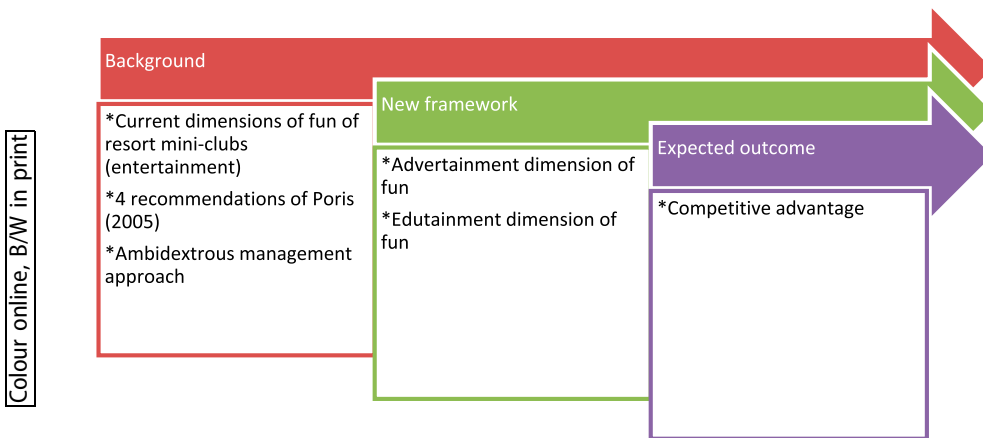 Colour online, B/W in print
Background
*Current dimensions of fun of
resort mini-clubs
(entertainment)
*4 recommendations of Poris
(2005)
*Ambidextrous management
approach
New framework
*Advertainment dimension of
fun
*Edutainment dimension of
fun
Expected outcome
*Competitive advantage